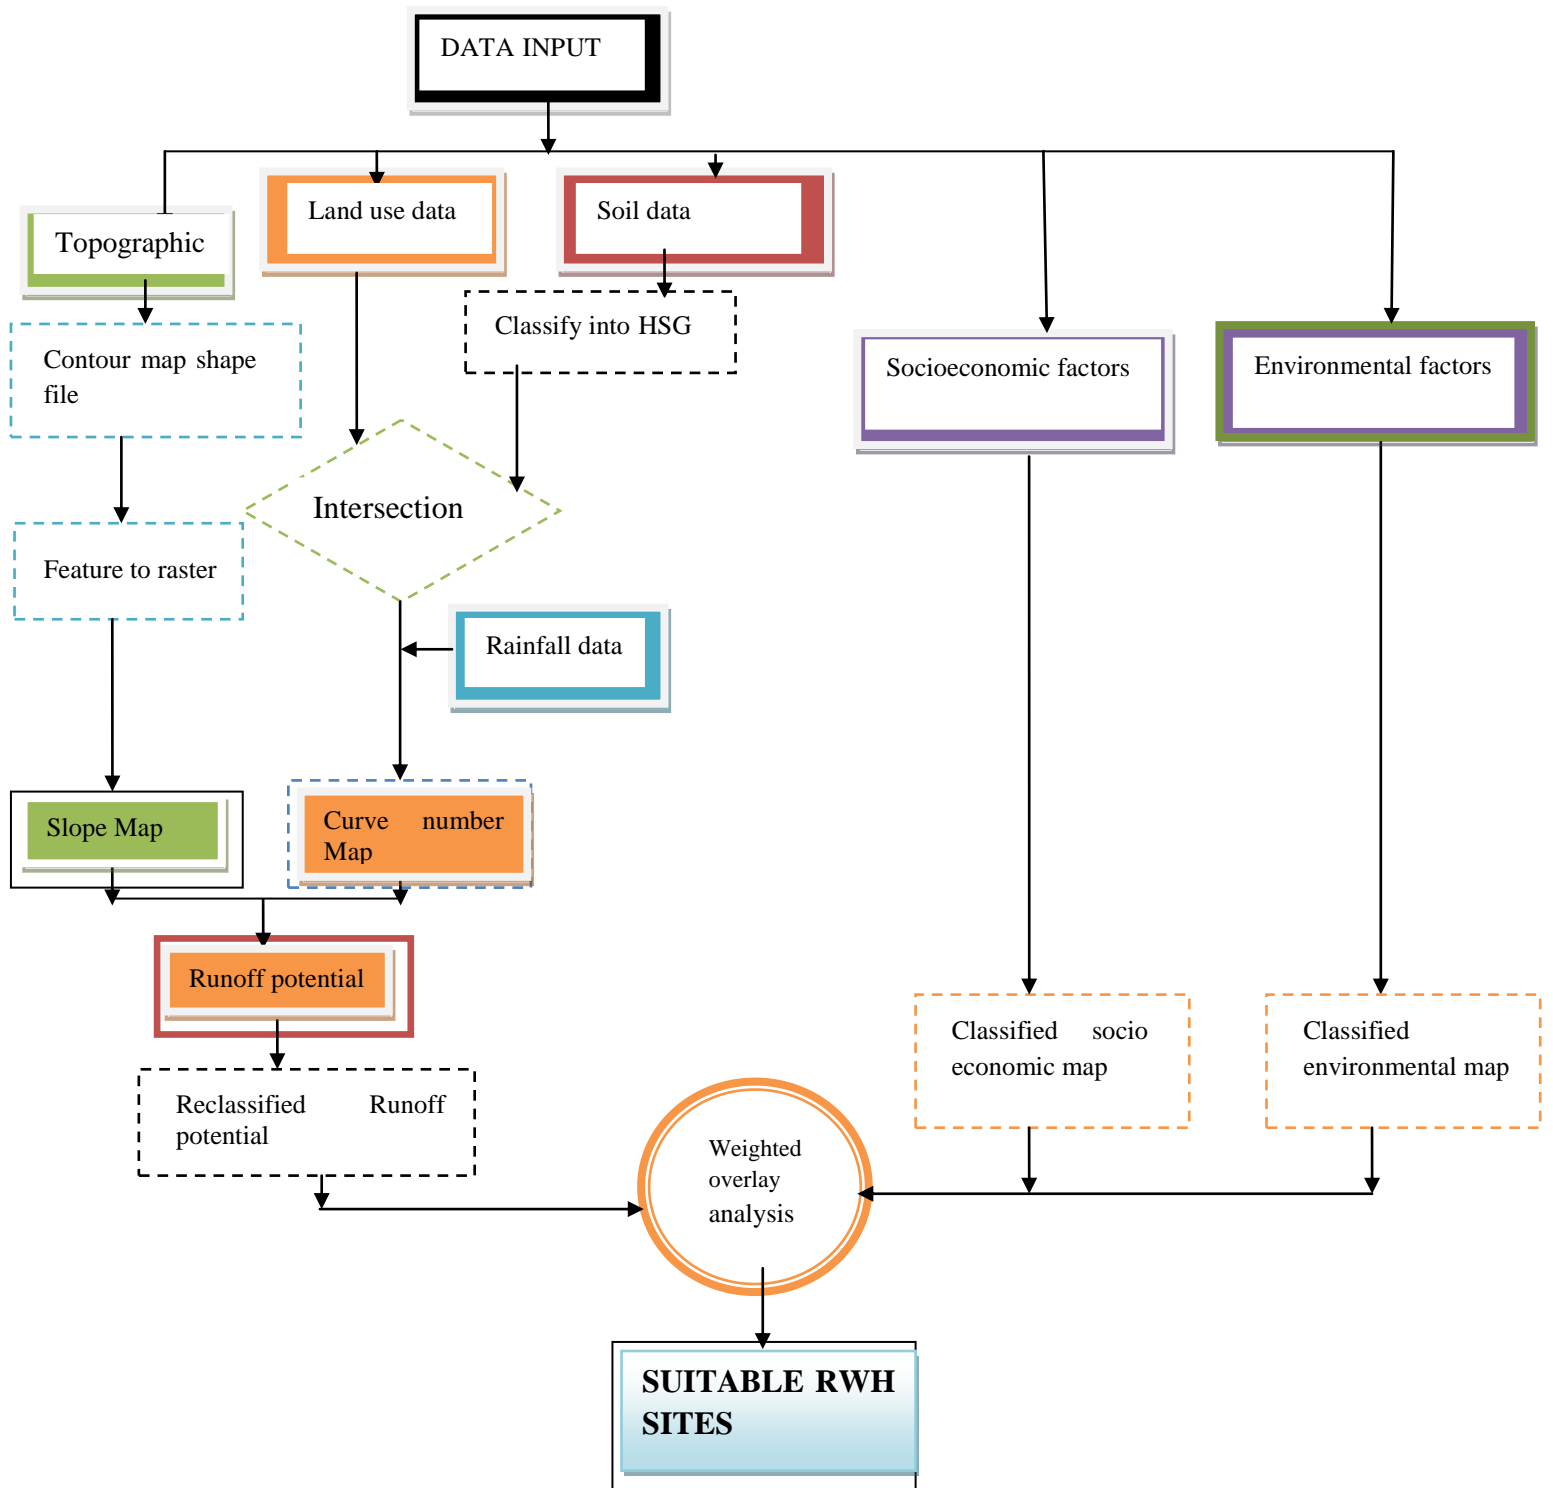 DATA INPUT
Topographic
Land use data
Soil data
Classify into HSG
Contour map shape
file
Socioeconomic factors
Environmental factors
Intersection
Feature to raster
Rainfall data
Slope Map
Curve number
Map
Runoff potential
Classified socio
economic map
Classified
environmental map
Reclassified Runoff
potential
Weighted
overlay
analysis
SUITABLE RWH
SITES